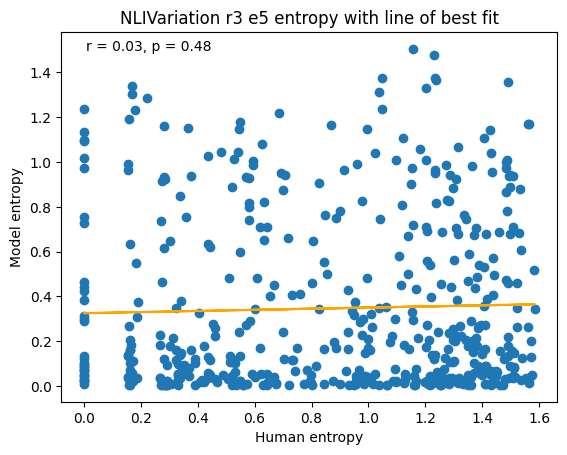 NLIVariation r3 e5 entropy with line of best fit
r = 0.03, p = 0.48
Model entropy
1.4
1.2
1.0
0.8
0.6
0.4
0.2
0.0
0.0 0.2 0.4 0.6 0.8 1.0 1.2 1.4 1.6
Human entropy